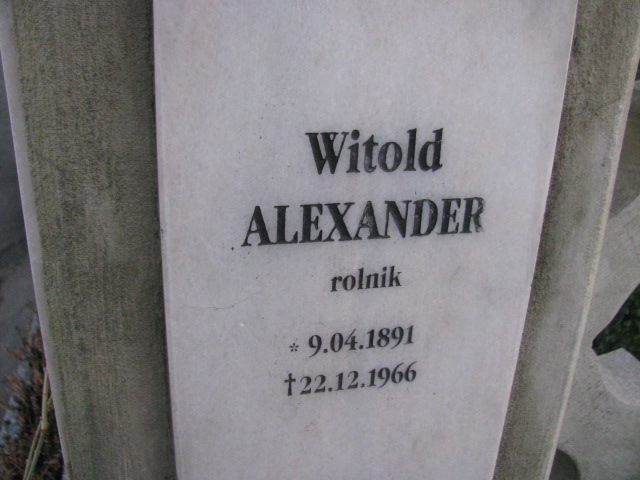 Witold
ALEXANDER
rolnik
* 9.04.1891
†22.12.1966